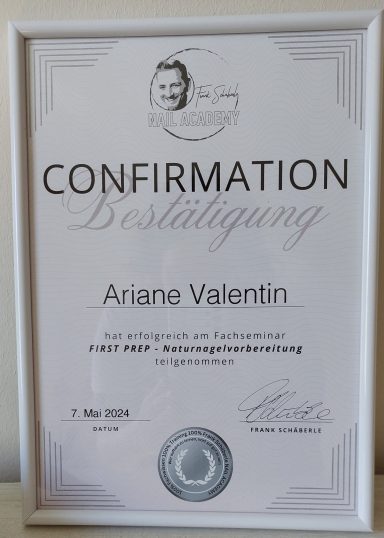 Frank Schäberle
NAIL ACADEMY
CONFIRMATION
Bestätigung
Ariane Valentin
hat erfolgreich am Fachseminar
FIRST PREP - Naturnagelvorbereitung
teilgenommen
7. Mai 2024
DATUM
FRANK SCHÄBERLE